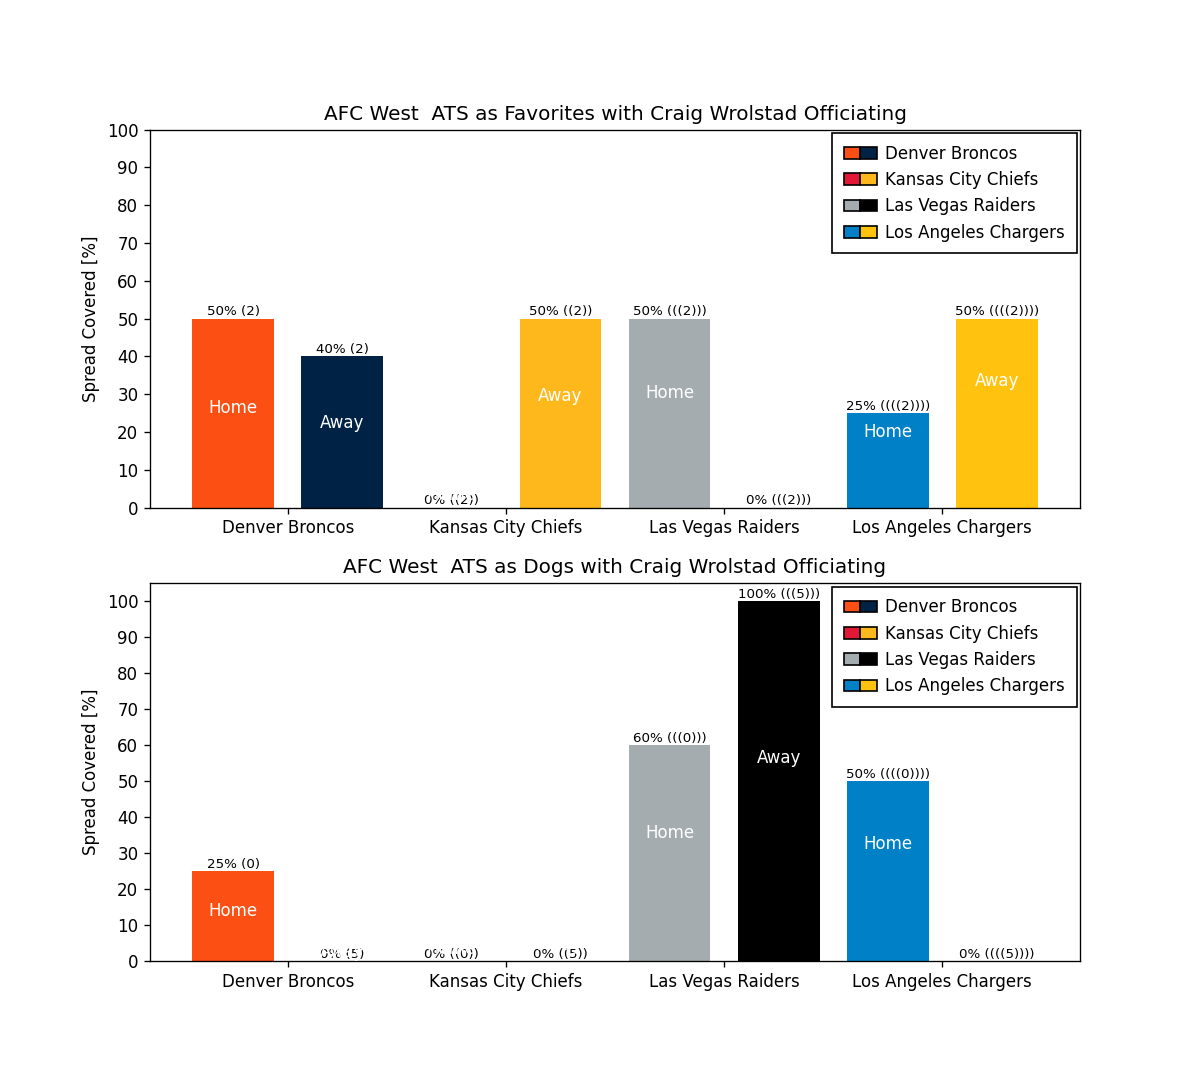 AFC West  ATS as Favorites with Craig Wrolstad Officiating
Spread Covered [%]
100
90
80
70
60
50
40
30
20
10
0
Denver Broncos
Kansas City Chiefs
Las Vegas Raiders
Los Angeles Chargers
50% (2)
40% (2)
0% ((2))
50% ((2))
50% (((2)))
0% (((2)))
25% ((((2))))
50% ((((2))))
Home
Away
Away
Home
Home
Away
Denver Broncos
Kansas City Chiefs
Las Vegas Raiders
Los Angeles Chargers
AFC West  ATS as Dogs with Craig Wrolstad Officiating
Spread Covered [%]
100
90
80
70
60
50
40
30
20
10
0
Denver Broncos
Kansas City Chiefs
Las Vegas Raiders
Los Angeles Chargers
25% (0)
0% (5)
0% ((0))
0% ((5))
60% (((0)))
100% (((5)))
50% ((((0))))
0% ((((5))))
Home
Home
Away
Home
Denver Broncos
Kansas City Chiefs
Las Vegas Raiders
Los Angeles Chargers